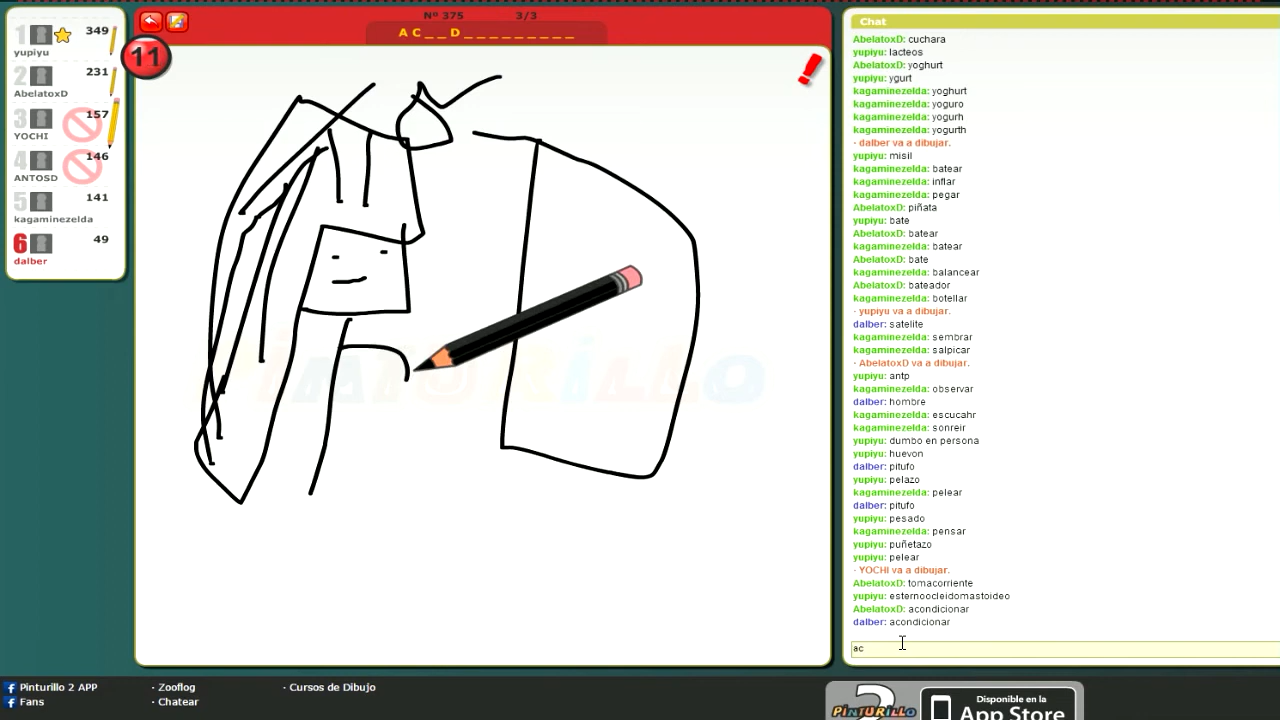 Nº 375 3/3
A C _ _ D _ _ _ _ _ _ _ _ _
11
1 349
yupiyu
2 231
AbelatoxD
3 157
YOCHI
4 146
ANTOSD
5 141
kagaminezelda
6 49
dalber
PINTURILLO
Chat
AbelatoxD: cuchara
yupiyu: lacteos
AbelatoxD: yoghurt
yupiyu: ygurt
kagaminezelda: yoghurt
kagaminezelda: yoguro
kagaminezelda: yogurh
kagaminezelda: yogurth
· dalber va a dibujar.
yupiyu: misil
kagaminezelda: batear
kagaminezelda: inflar
kagaminezelda: pegar
AbelatoxD: piñata
yupiyu: bate
AbelatoxD: batear
kagaminezelda: batear
AbelatoxD: bate
kagaminezelda: balancear
AbelatoxD: bateador
kagaminezelda: botellar
· yupiyu va a dibujar.
dalber: satelite
kagaminezelda: sembrar
kagaminezelda: salpicar
· AbelatoxD va a dibujar.
yupiyu: antp
kagaminezelda: observar
dalber: hombre
kagaminezelda: escucahr
kagaminezelda: sonreir
yupiyu: dumbo en persona
yupiyu: huevon
dalber: pitufo
yupiyu: pelazo
kagaminezelda: pelear
dalber: pitufo
yupiyu: pesado
kagaminezelda: pensar
yupiyu: puñetazo
yupiyu: pelear
· YOCHI va a dibujar.
AbelatoxD: tomacorriente
yupiyu: esternoocleidomastoideo
AbelatoxD: acondicionar
dalber: acondicionar
ac
Pinturillo 2 APP · Zooflog · Cursos de Dibujo
Fans · Chatear
2
PINTURILLO
Disponible en la
App Store